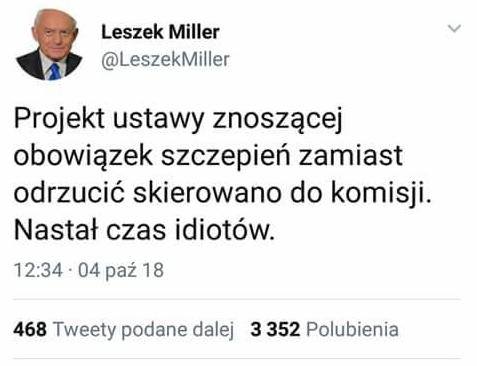 Leszek Miller
@LeszekMiller
Projekt ustawy znoszącej
obowiązek szczepień zamiast
odrzucić skierowano do komisji.
Nastał czas idiotów.
12:34 · 04 paź 18
468 Tweety podane dalej 3 352 Polubienia